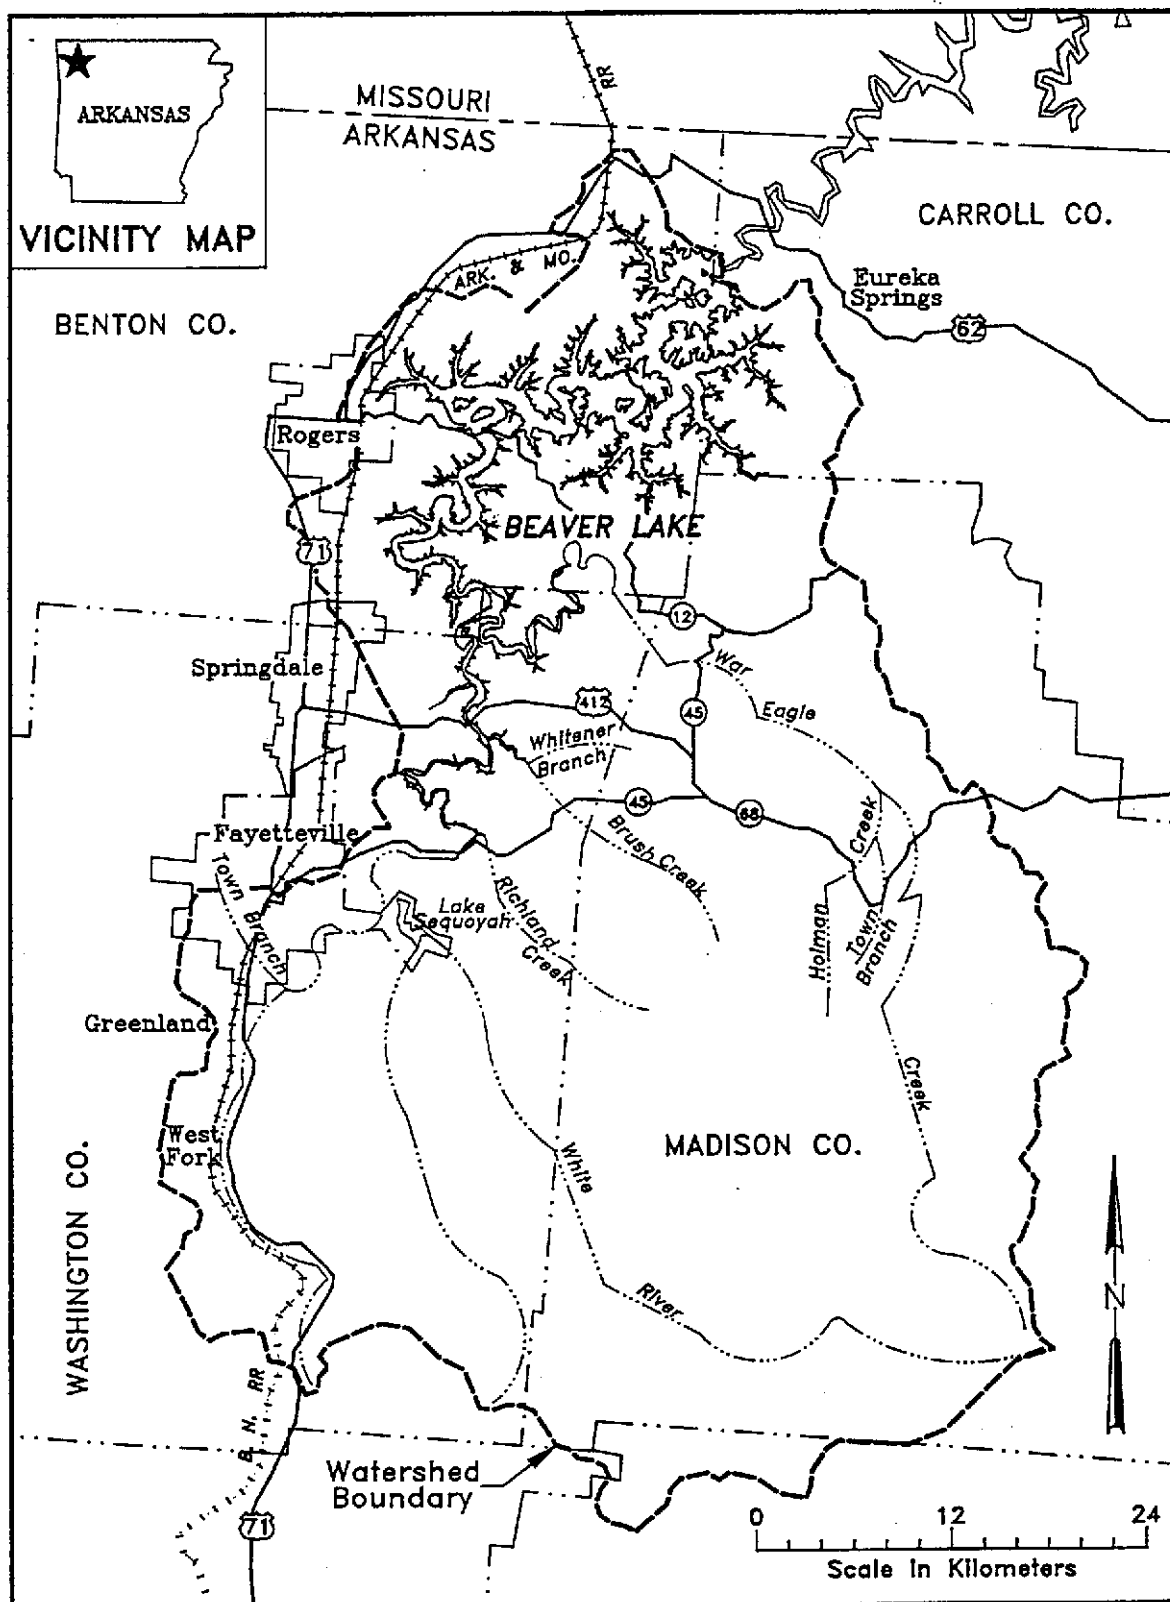 ARKANSAS
VICINITY MAP
MISSOURI
ARKANSAS
RR
CARROLL CO.
ARK. & MO.
Eureka
Springs
62
BENTON CO.
Rogers
BEAVER LAKE
71
12
Springdale
War
Eagle
412
45
Whitener
Branch
45
68
Creek
Fayetteville
Brush Creek
Town Branch
Lake
Sequoyah
Richland
Creek
Holman
Town
Branch
Greenland
Creek
West
Fork
White
MADISON CO.
WASHINGTON CO.
River
N
B. N. RR
Watershed
Boundary
71
0 12 24
Scale in Kilometers